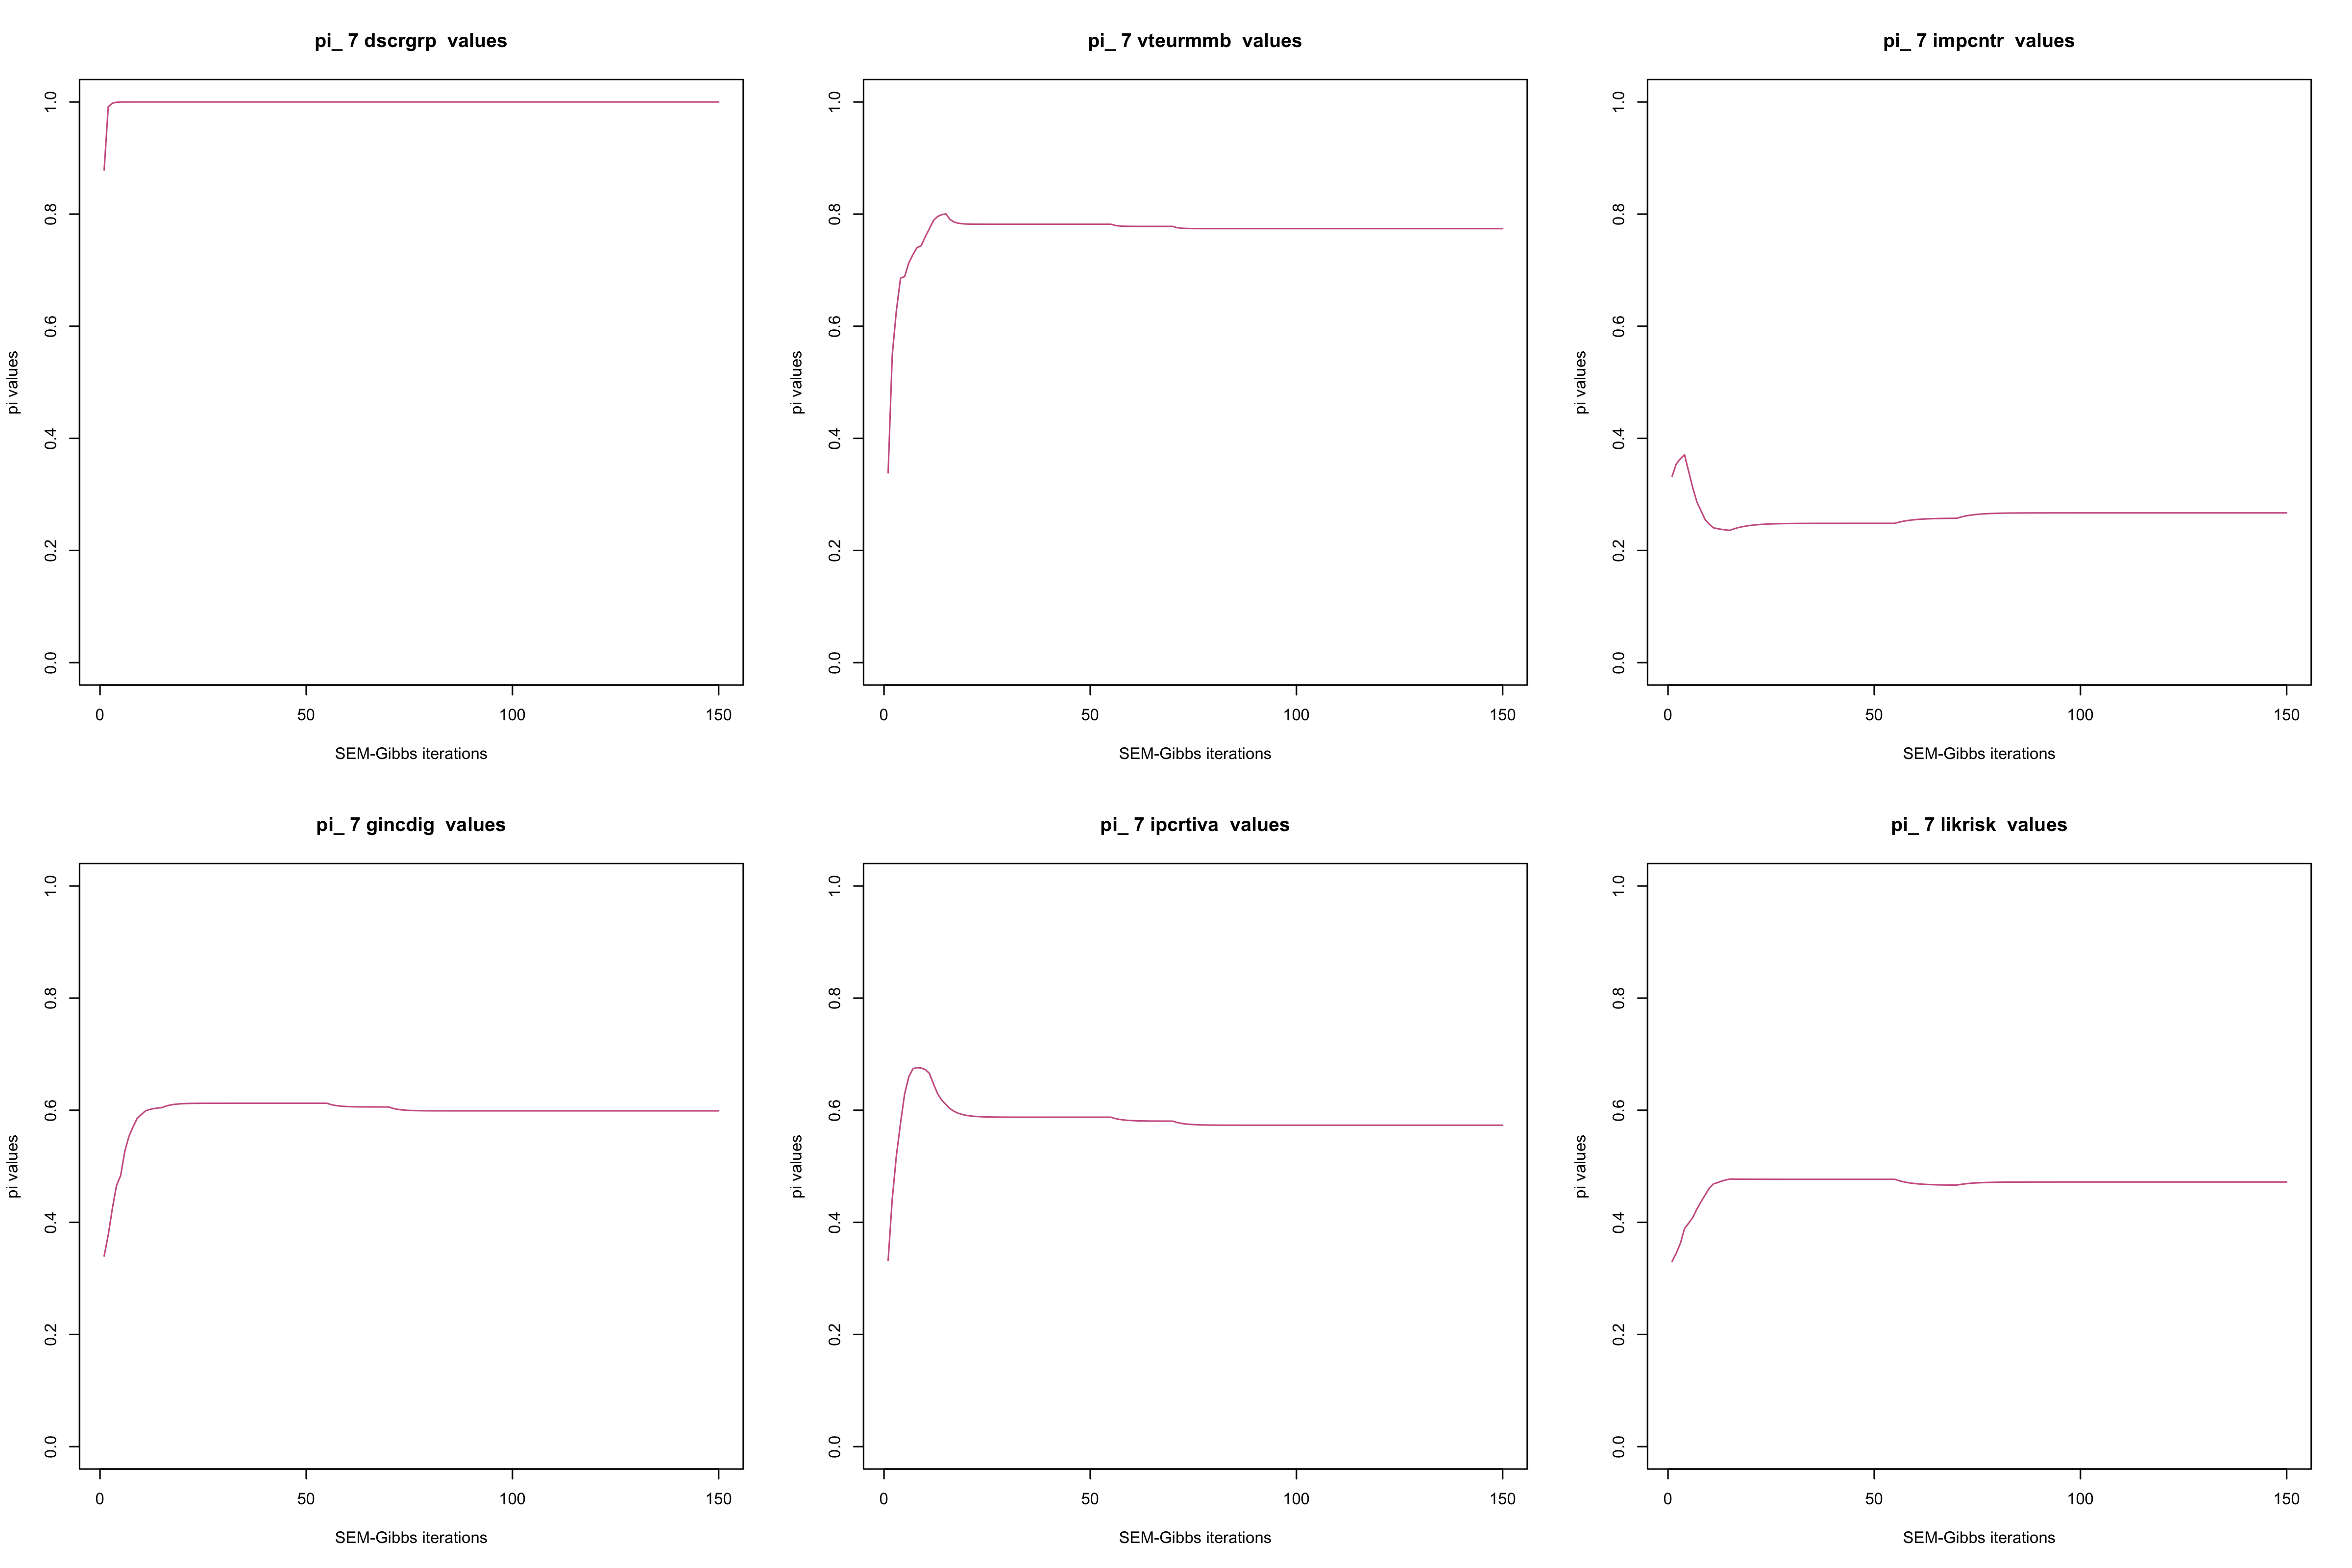 pi_ 7 dscrgrp  values
pi values
1.0
0.8
0.6
0.4
0.2
0.0
0 50 100 150
SEM-Gibbs iterations
pi_ 7 vteurmmb  values
pi values
1.0
0.8
0.6
0.4
0.2
0.0
0 50 100 150
SEM-Gibbs iterations
pi_ 7 impcntr  values
pi values
1.0
0.8
0.6
0.4
0.2
0.0
0 50 100 150
SEM-Gibbs iterations
pi_ 7 gincdig  values
pi values
1.0
0.8
0.6
0.4
0.2
0.0
0 50 100 150
SEM-Gibbs iterations
pi_ 7 ipcrtiva  values
pi values
1.0
0.8
0.6
0.4
0.2
0.0
0 50 100 150
SEM-Gibbs iterations
pi_ 7 likrisk  values
pi values
1.0
0.8
0.6
0.4
0.2
0.0
0 50 100 150
SEM-Gibbs iterations